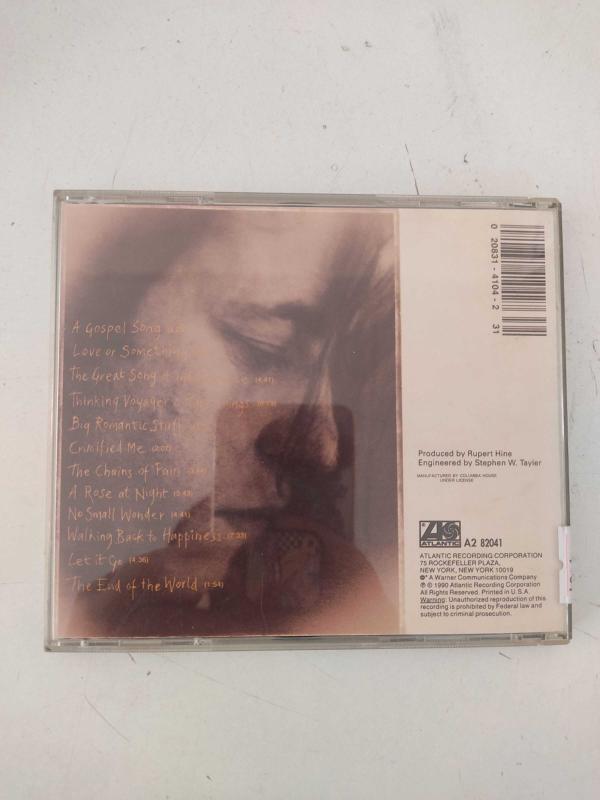 A Gospel Song
Love or Something
The Great Song
Thinking Voyager
Big Romantic Stuff
Crucified Me
The Chains of Pain
A Rose at Night
No Small Wonder
Walking Back to Happiness (7:33)
Let it Go (4:36)
The End of the World (1:54)
0 20831-4104-2 31
Produced by Rupert Hine
Engineered by Stephen W. Tayler
MANUFACTURED BY COLUMBIA HOUSE
UNDER LICENSE
ATLANTIC
A2 82041
ATLANTIC RECORDING CORPORATION
75 ROCKEFELLER PLAZA,
NEW YORK, NEW YORK 10019
A Warner Communications Company
℗ © 1990 Atlantic Recording Corporation
All Rights Reserved. Printed in U.S.A.
Warning: Unauthorized reproduction of this
recording is prohibited by Federal law and
subject to criminal prosecution.